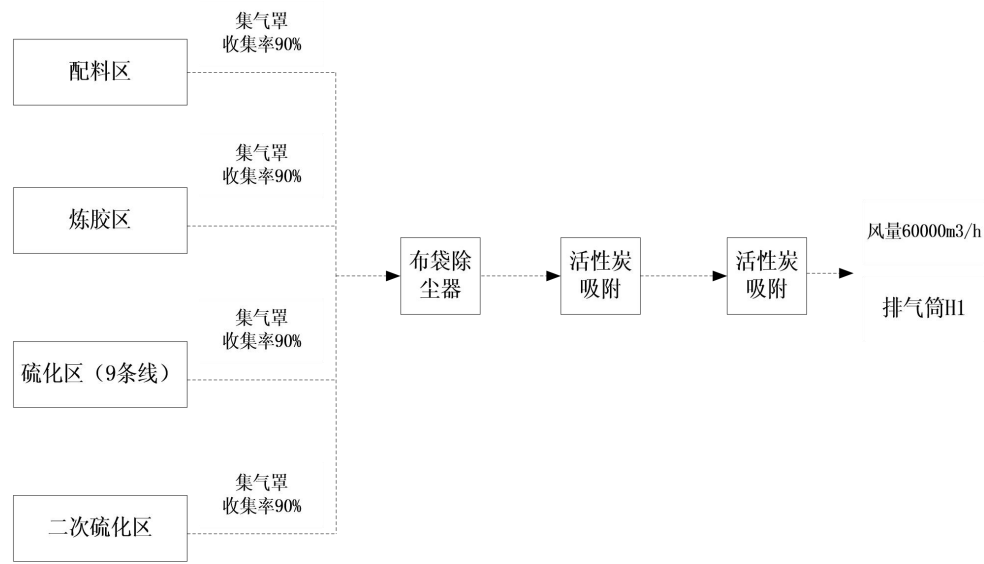 集气罩
收集率90%
配料区
集气罩
收集率90%
炼胶区
集气罩
收集率90%
硫化区（9条线）
集气罩
收集率90%
二次硫化区
布袋除
尘器
活性炭
吸附
活性炭
吸附
风量60000m3/h
排气筒H1